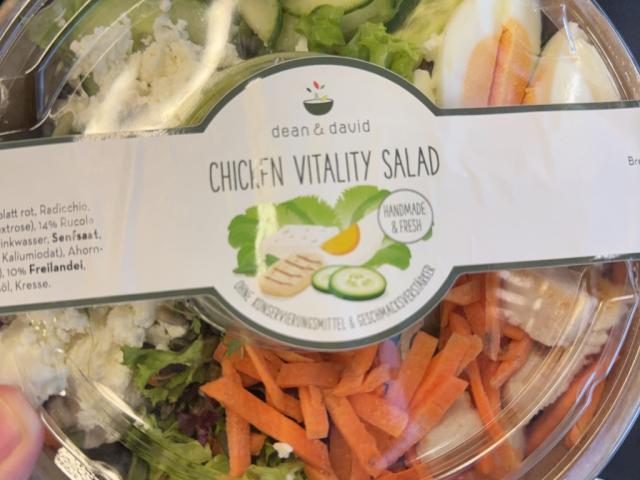 dean & david
CHICKEN VITALITY SALAD
HANDMADE
& FRESH
OHNE KONSERVIERUNGSMITTEL & GESCHMACKSVERSTÄRKER
blatt rot, Radicchio,
extrose), 14% Rucola
inkwasser, Senfsaat,
Kaliumiodat), Ahorn-
), 10% Freilandei,
öl, Kresse.